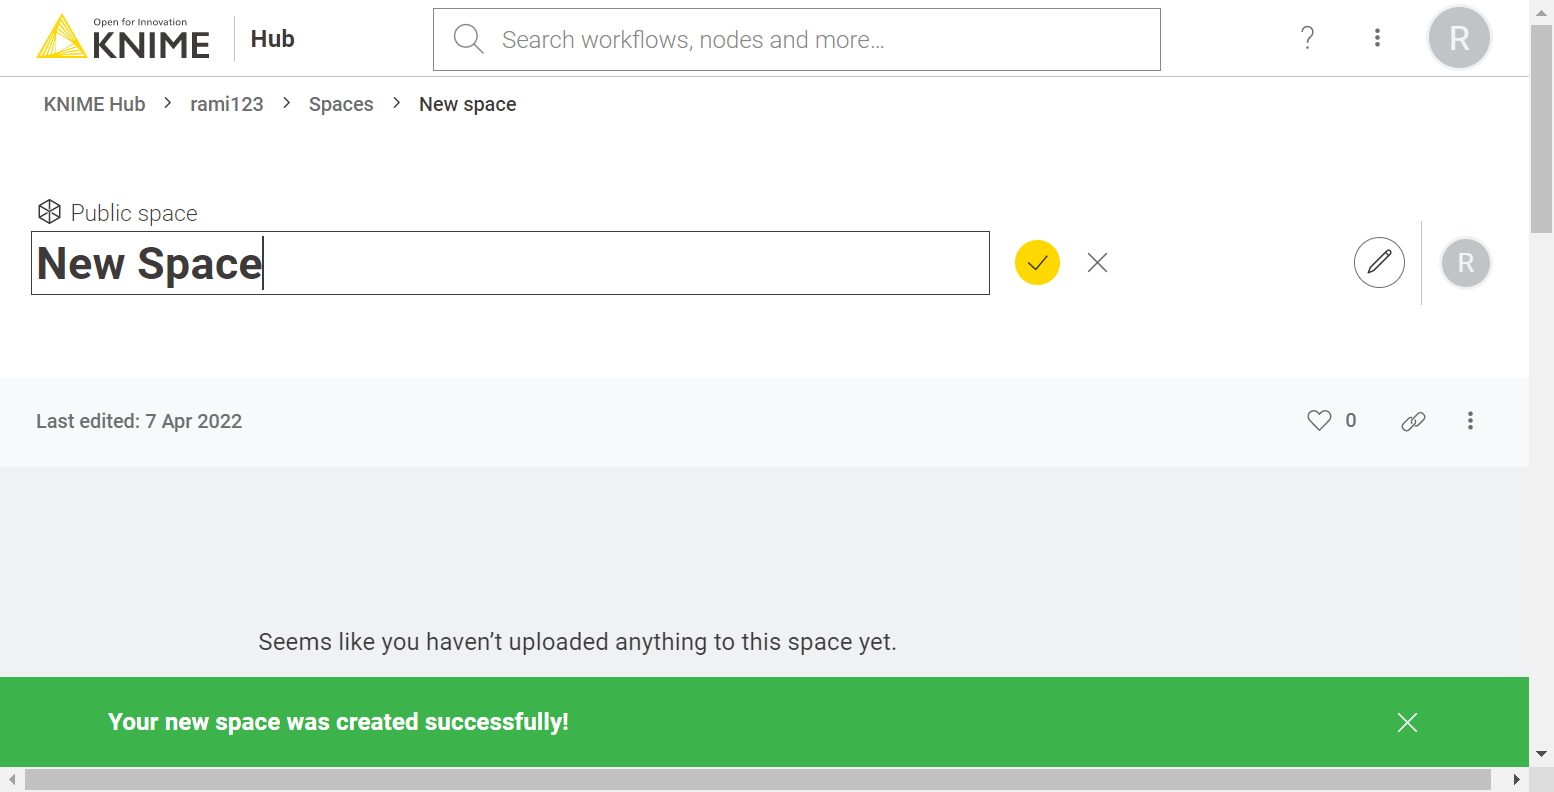 Open for Innovation
KNIME
Hub
Search workflows, nodes and more...
?
R
KNIME Hub > rami123 > Spaces > New space
Public space
New Space
R
Last edited: 7 Apr 2022
0
Seems like you haven’t uploaded anything to this space yet.
Your new space was created successfully!